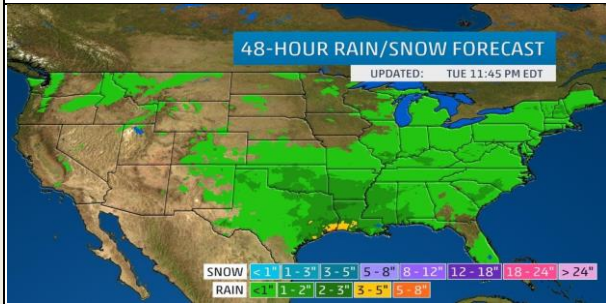 48-HOUR RAIN/SNOW FORECAST
UPDATED: TUE 11:45 PM EDT
SNOW <1" 1 - 3" 3 - 5" 5 - 8" 8 - 12" 12 - 18" 18 - 24" > 24"
RAIN <1" 1 - 2" 2 - 3" 3 - 5" 5 - 8"